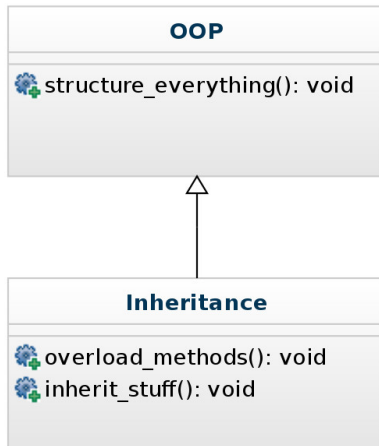 OOP
structure_everything(): void
Inheritance
overload_methods(): void
inherit_stuff(): void